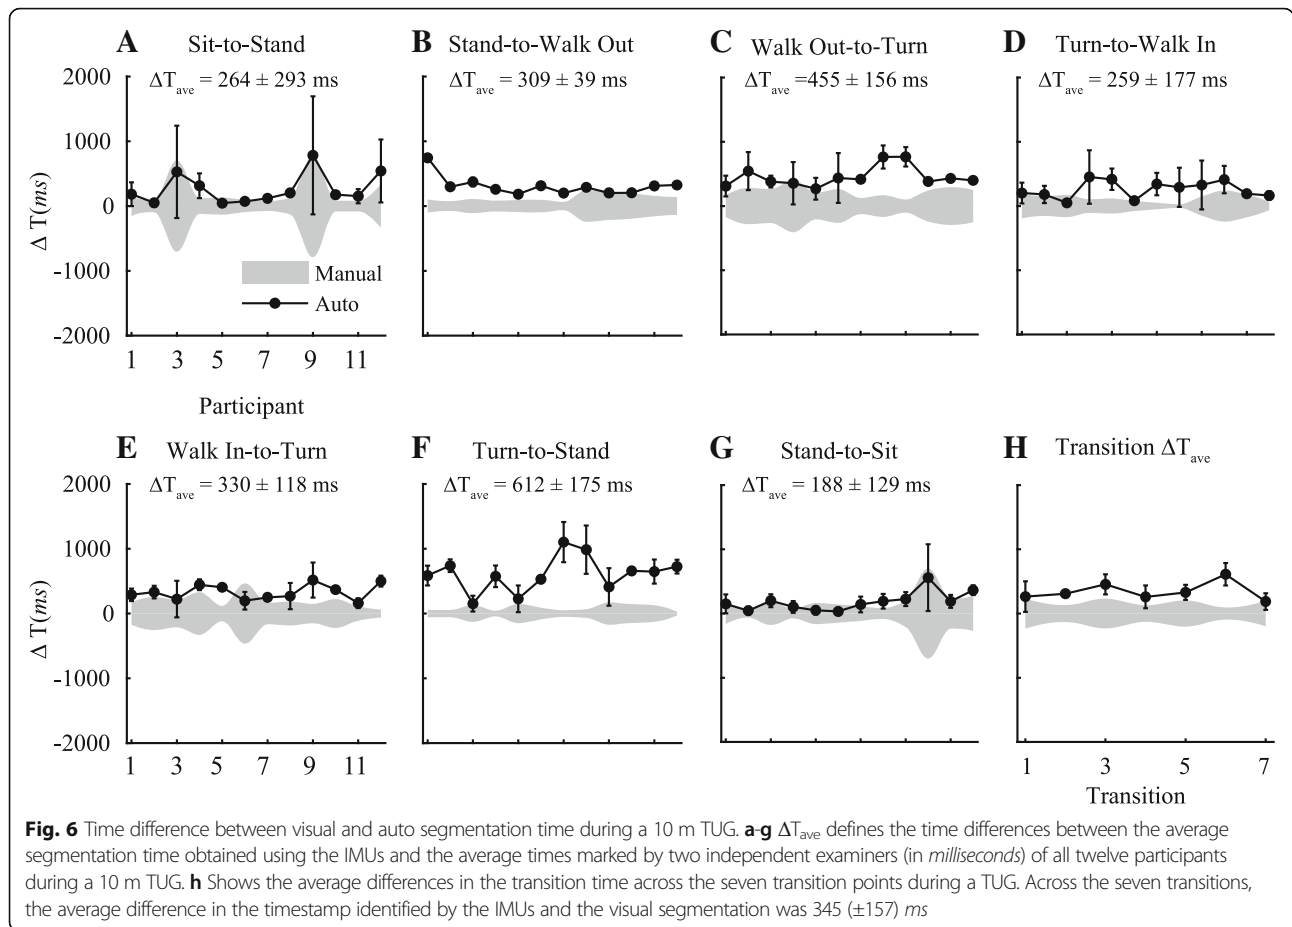 A Sit-to-Stand
B Stand-to-Walk Out
C Walk Out-to-Turn
D Turn-to-Walk In
ΔT_ave = 264 ± 293 ms
ΔT_ave = 309 ± 39 ms
ΔT_ave =455 ± 156 ms
ΔT_ave = 259 ± 177 ms
2000
1000
0
-1000
-2000
Δ T(ms)
Manual
Auto
1 3 5 7 9 11
Participant
E Walk In-to-Turn
F Turn-to-Stand
G Stand-to-Sit
H Transition ΔT_ave
ΔT_ave = 330 ± 118 ms
ΔT_ave = 612 ± 175 ms
ΔT_ave = 188 ± 129 ms
2000
1000
0
-1000
-2000
Δ T(ms)
1 3 5 7 9 11
1 3 5 7
Transition
Fig. 6 Time difference between visual and auto segmentation time during a 10 m TUG. a-g ΔT_ave defines the time differences between the average
segmentation time obtained using the IMUs and the average times marked by two independent examiners (in milliseconds) of all twelve participants
during a 10 m TUG. h Shows the average differences in the transition time across the seven transition points during a TUG. Across the seven transitions,
the average difference in the timestamp identified by the IMUs and the visual segmentation was 345 (±157) ms